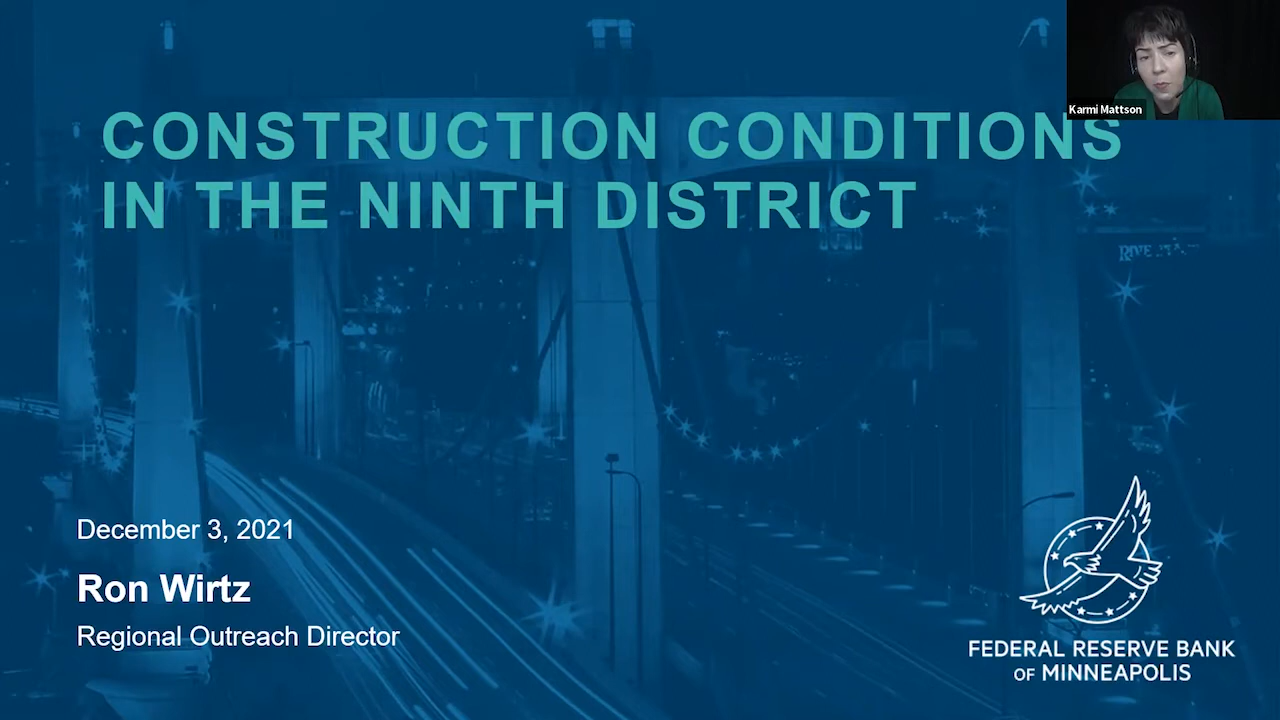 Karmi Mattson
CONSTRUCTION CONDITIONS
IN THE NINTH DISTRICT
December 3, 2021
Ron Wirtz
Regional Outreach Director
FEDERAL RESERVE BANK
OF MINNEAPOLIS